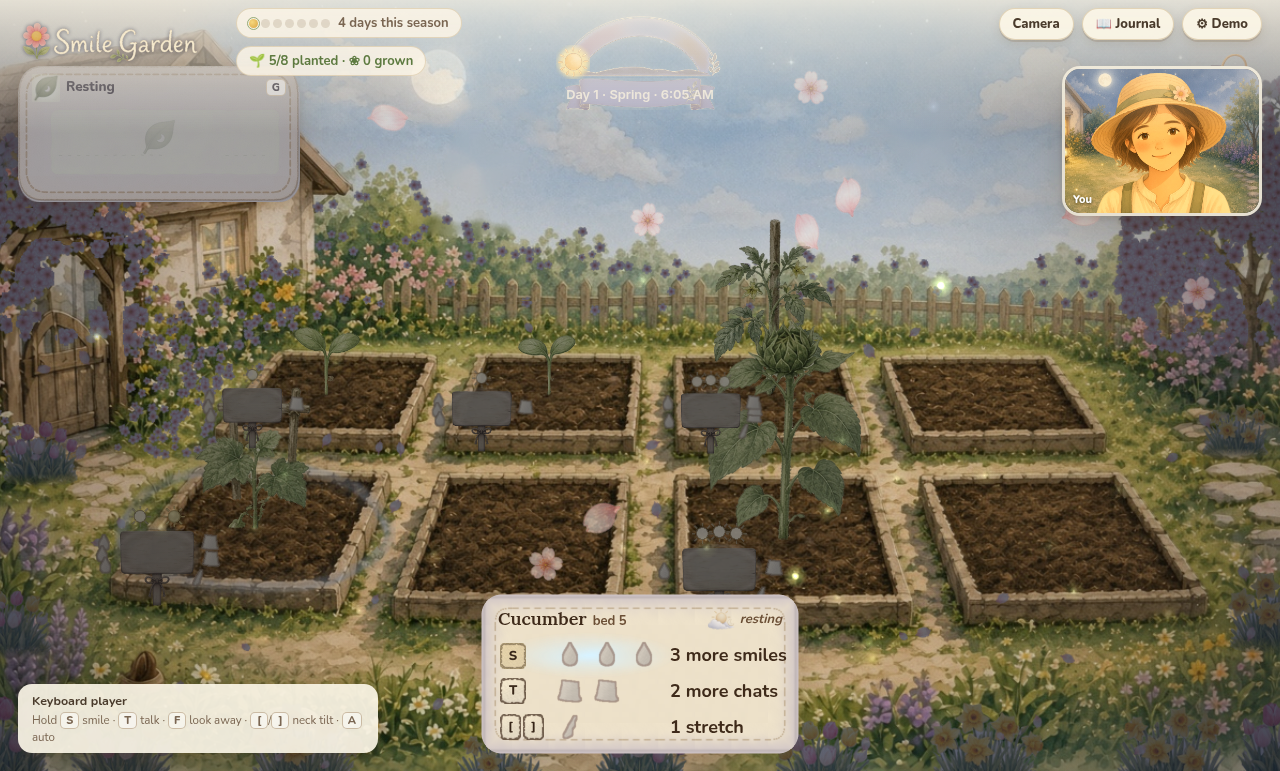 Smile Garden
4 days this season
🌱 5/8 planted · ❀ 0 grown
Day 1 · Spring · 6:05 AM
Camera
📖 Journal
⚙ Demo
Resting
G
You
Cucumber bed 5
resting
S 3 more smiles
T 2 more chats
[ ] 1 stretch
Keyboard player
Hold S smile · T talk · F look away · [ / ] neck tilt · A
auto